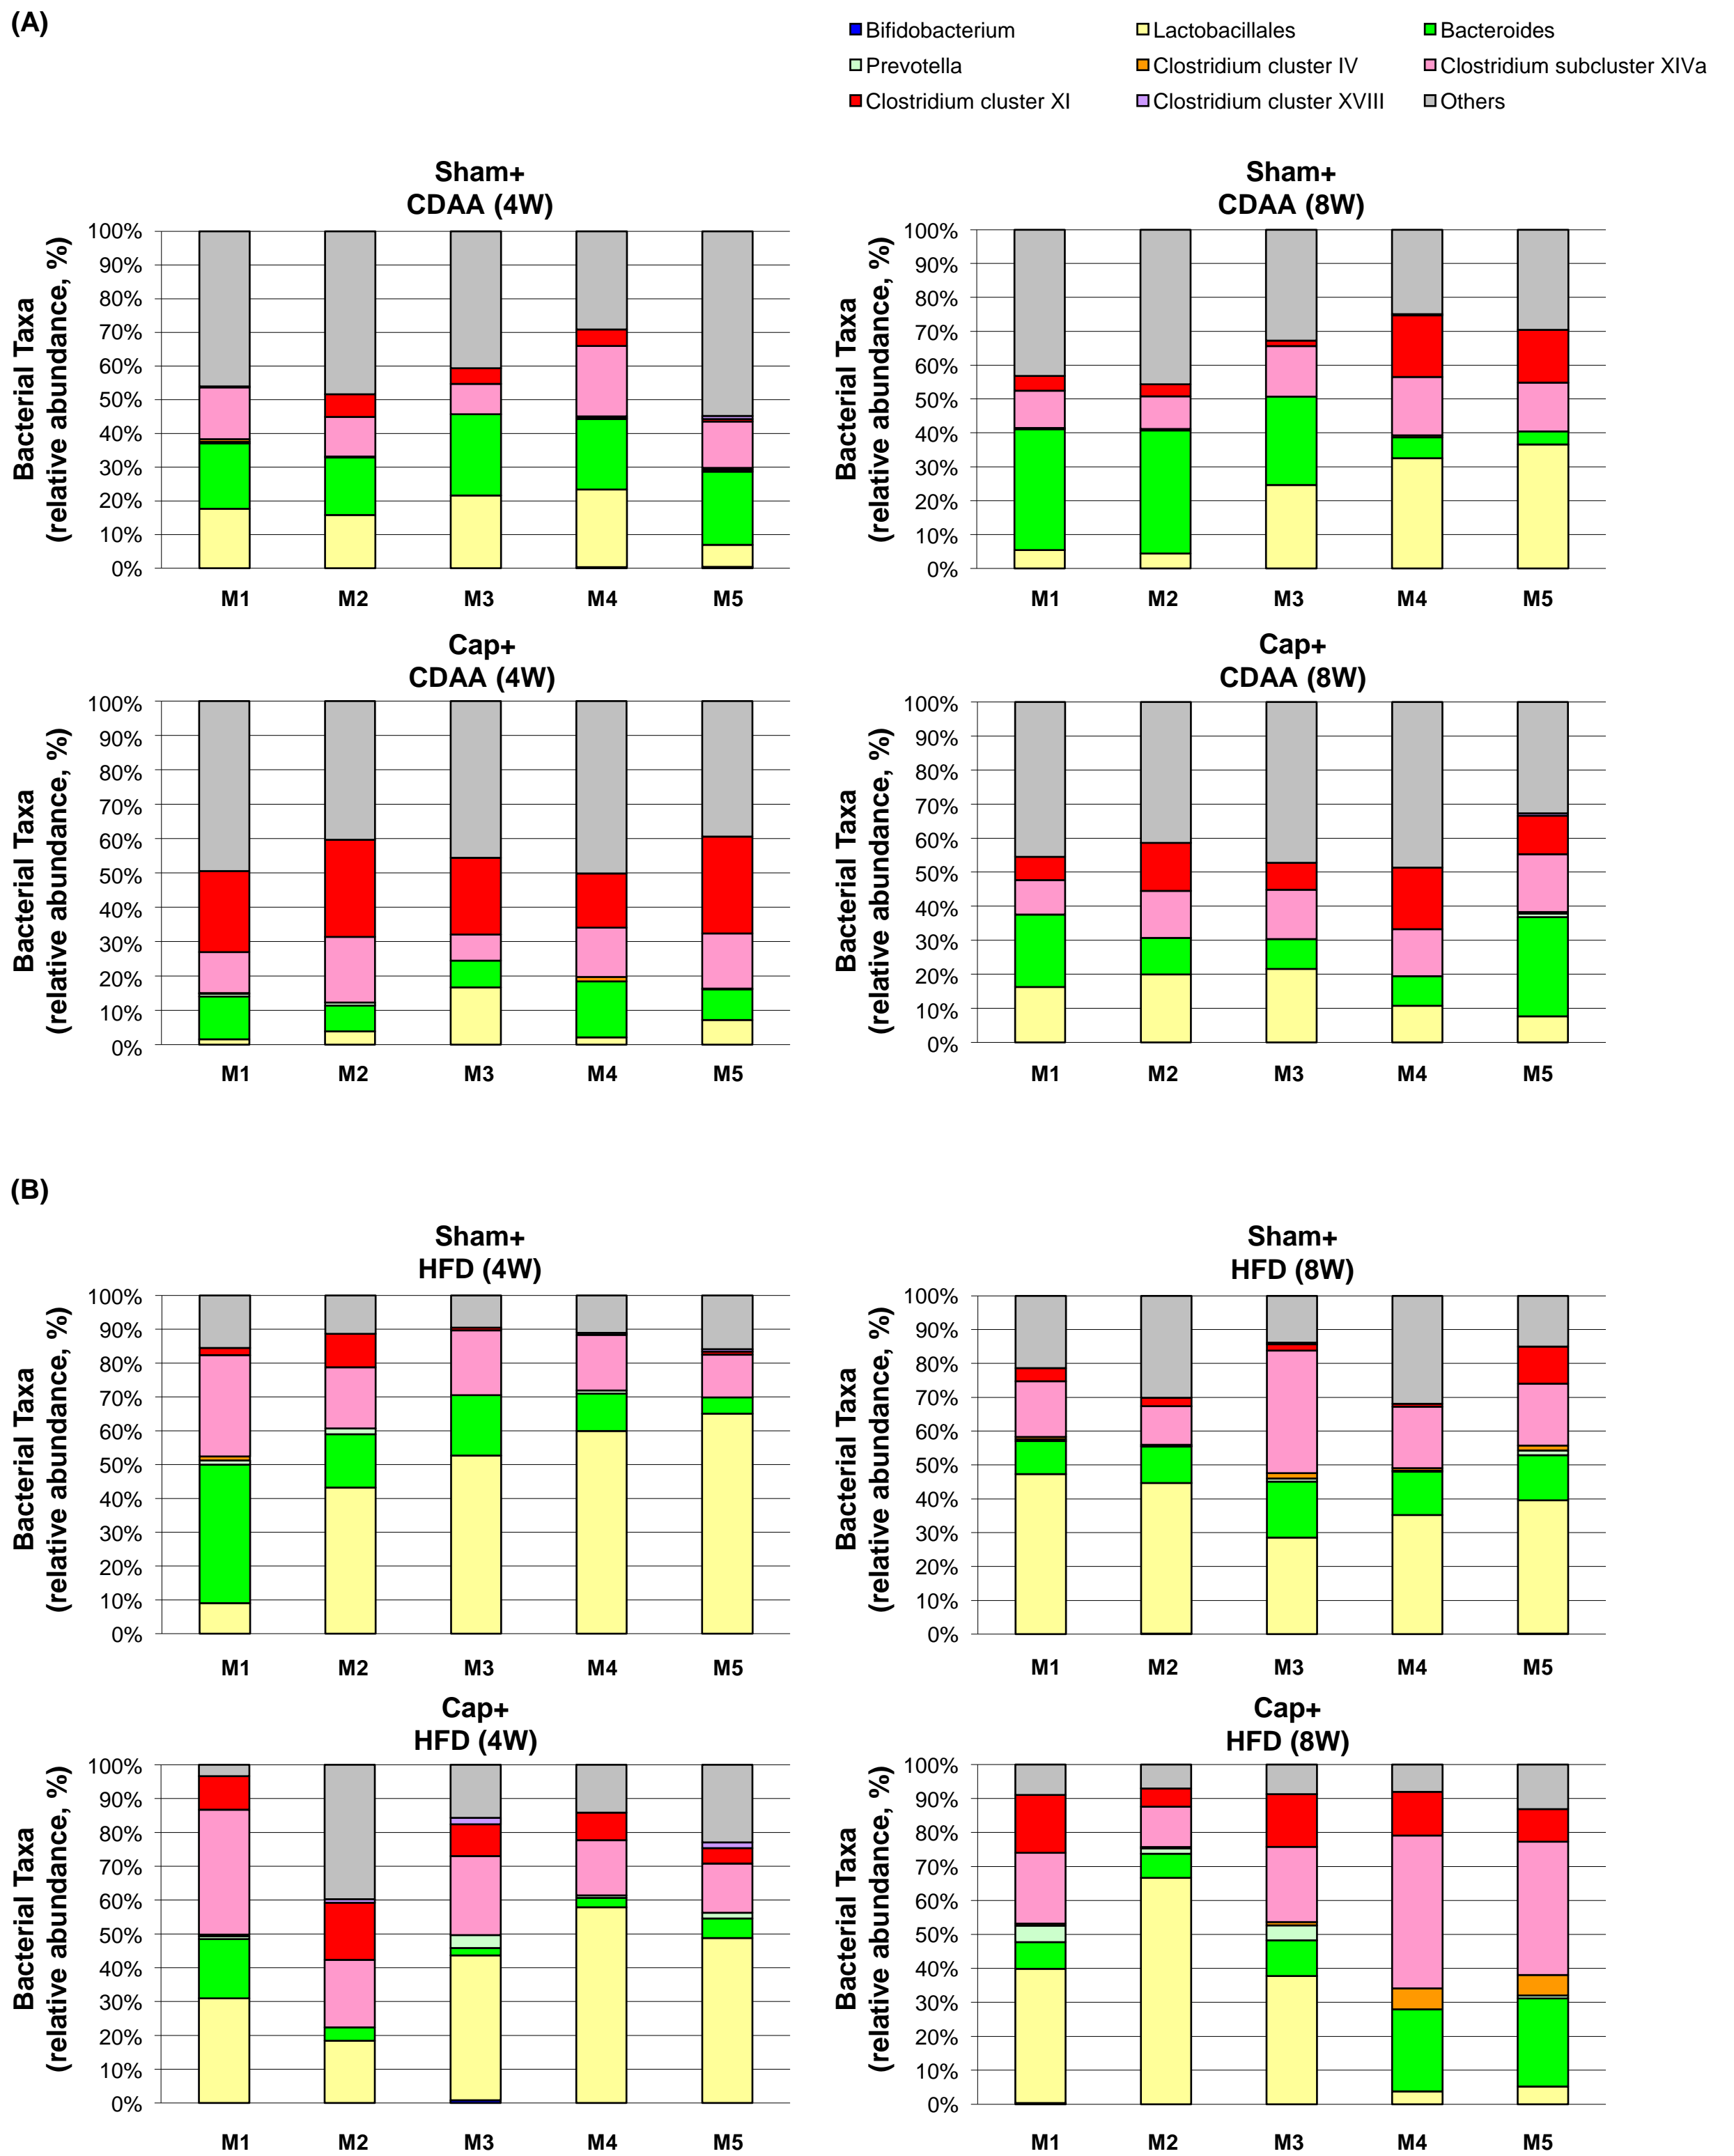 (A)
Bifidobacterium Lactobacillales Bacteroides
Prevotella Clostridium cluster IV Clostridium subcluster XIVa
Clostridium cluster XI Clostridium cluster XVIII Others
Sham+
CDAA (4W)
Bacterial Taxa
(relative abundance, %)
100%
90%
80%
70%
60%
50%
40%
30%
20%
10%
0%
M1 M2 M3 M4 M5
Sham+
CDAA (8W)
Bacterial Taxa
(relative abundance, %)
100%
90%
80%
70%
60%
50%
40%
30%
20%
10%
0%
M1 M2 M3 M4 M5
Cap+
CDAA (4W)
Bacterial Taxa
(relative abundance, %)
100%
90%
80%
70%
60%
50%
40%
30%
20%
10%
0%
M1 M2 M3 M4 M5
Cap+
CDAA (8W)
Bacterial Taxa
(relative abundance, %)
100%
90%
80%
70%
60%
50%
40%
30%
20%
10%
0%
M1 M2 M3 M4 M5
(B)
Sham+
HFD (4W)
Bacterial Taxa
(relative abundance, %)
100%
90%
80%
70%
60%
50%
40%
30%
20%
10%
0%
M1 M2 M3 M4 M5
Sham+
HFD (8W)
Bacterial Taxa
(relative abundance, %)
100%
90%
80%
70%
60%
50%
40%
30%
20%
10%
0%
M1 M2 M3 M4 M5
Cap+
HFD (4W)
Bacterial Taxa
(relative abundance, %)
100%
90%
80%
70%
60%
50%
40%
30%
20%
10%
0%
M1 M2 M3 M4 M5
Cap+
HFD (8W)
Bacterial Taxa
(relative abundance, %)
100%
90%
80%
70%
60%
50%
40%
30%
20%
10%
0%
M1 M2 M3 M4 M5